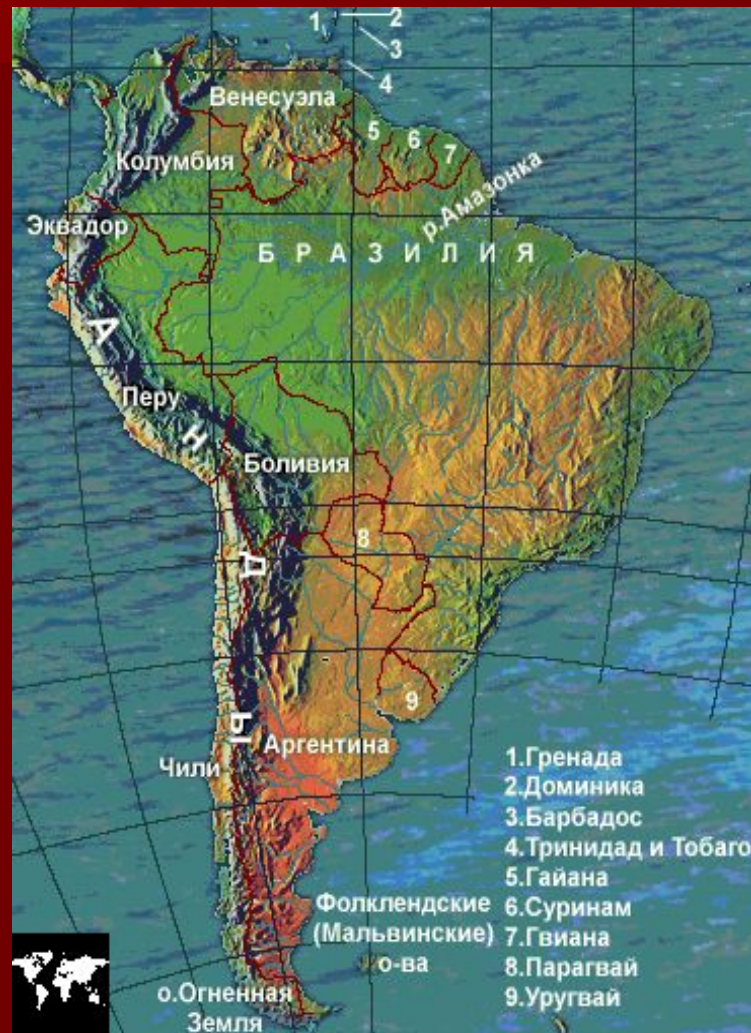 1
2
3
4
Венесуэла
5
6
7
Колумбия
р.Амазонка
Эквадор
БРАЗИЛИЯ
АНДЫ
Перу
Боливия
8
9
Аргентина
Чили
1.Гренада
2.Доминика
3.Барбадос
4.Тринидад и Тобаго
5.Гайана
6.Суринам
7.Гвиана
8.Парагвай
9.Уругвай
Фолклендские
(Мальвинские)
о-ва
о.Огненная
Земля